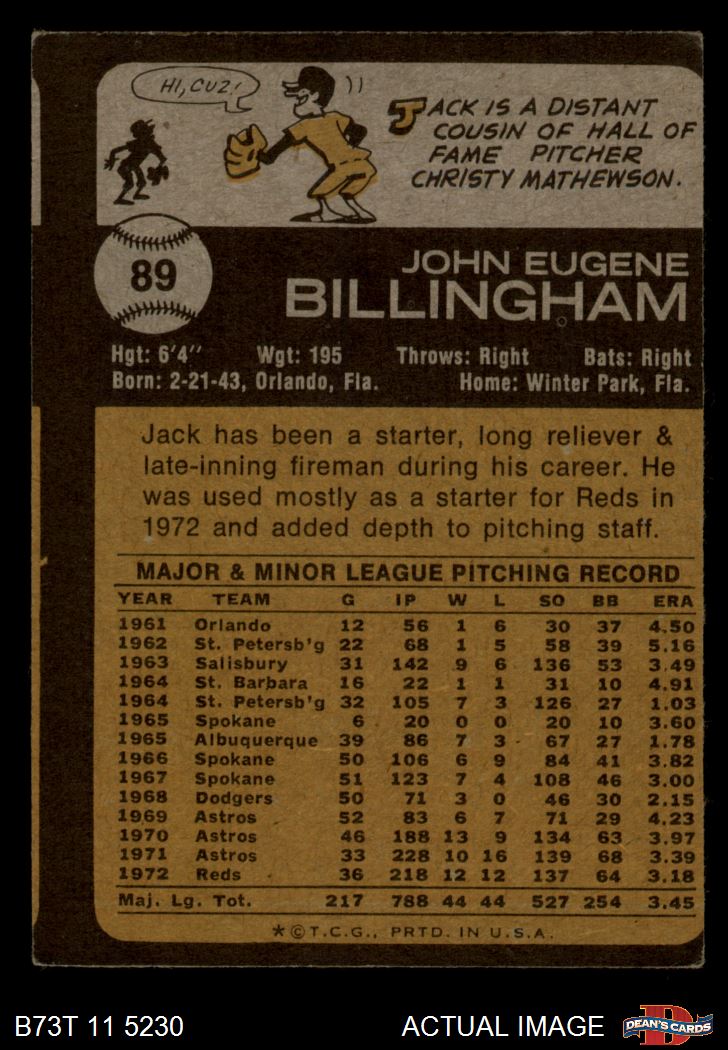 HI, CUZ!
JACK IS A DISTANT
COUSIN OF HALL OF
FAME PITCHER
CHRISTY MATHEWSON.
89
JOHN EUGENE
BILLINGHAM
Hgt: 6'4" Wgt: 195 Throws: Right Bats: Right
Born: 2-21-43, Orlando, Fla. Home: Winter Park, Fla.
Jack has been a starter, long reliever &
late-inning fireman during his career. He
was used mostly as a starter for Reds in
1972 and added depth to pitching staff.
MAJOR & MINOR LEAGUE PITCHING RECORD
YEAR TEAM G IP W L SO BB ERA
1961 Orlando 12 56 1 6 30 37 4.50
1962 St. Petersb'g 22 68 1 5 58 39 5.16
1963 Salisbury 31 142 9 6 136 53 3.49
1964 St. Barbara 16 22 1 1 31 10 4.91
1964 St. Petersb'g 32 105 7 3 126 27 1.03
1965 Spokane 6 20 0 0 20 10 3.60
1965 Albuquerque 39 86 7 3 67 27 1.78
1966 Spokane 50 106 6 9 84 41 3.82
1967 Spokane 51 123 7 4 108 46 3.00
1968 Dodgers 50 71 3 0 46 30 2.15
1969 Astros 52 83 6 7 71 29 4.23
1970 Astros 46 188 13 9 134 63 3.97
1971 Astros 33 228 10 16 139 68 3.39
1972 Reds 36 218 12 12 137 64 3.18
Maj. Lg. Tot. 217 788 44 44 527 254 3.45
*©T.C.G., PRTD. IN U.S.A.
B73T 11 5230 ACTUAL IMAGE DEAN'S CARDS